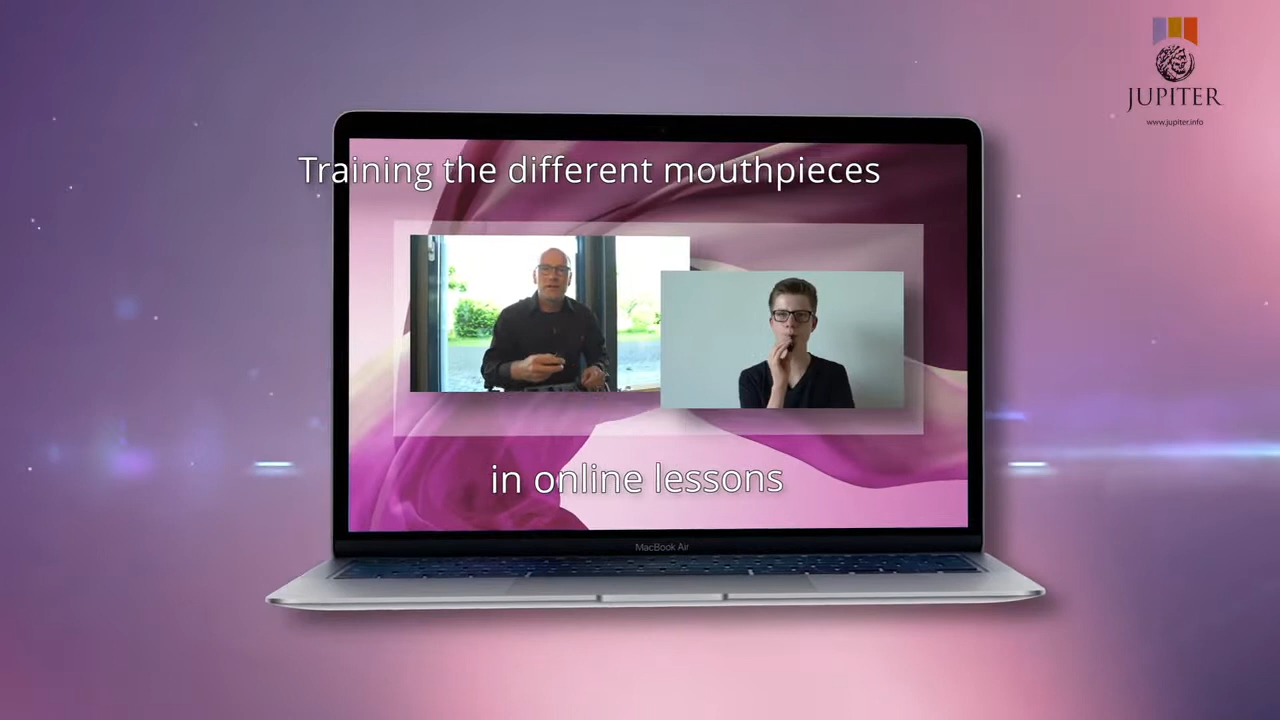 JUPITER
www.jupiter.info
Training the different mouthpieces
in online lessons
MacBook Air